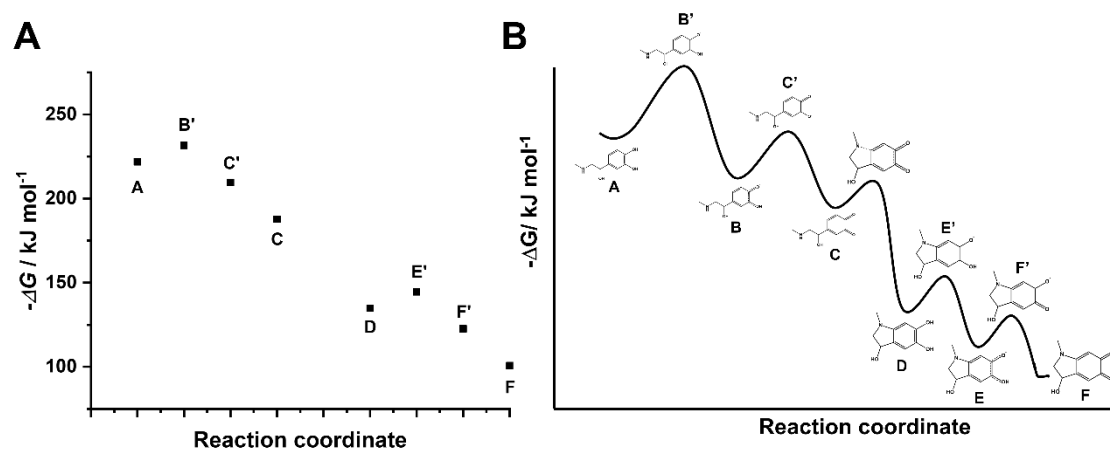 A
-ΔG / kJ mol⁻¹
250
200
150
100
A
B'
C'
C
D
E'
F'
F
Reaction coordinate
B
-ΔG/ kJ mol⁻¹
B'
C'
A
B
C
E'
F'
D
E
F
Reaction coordinate